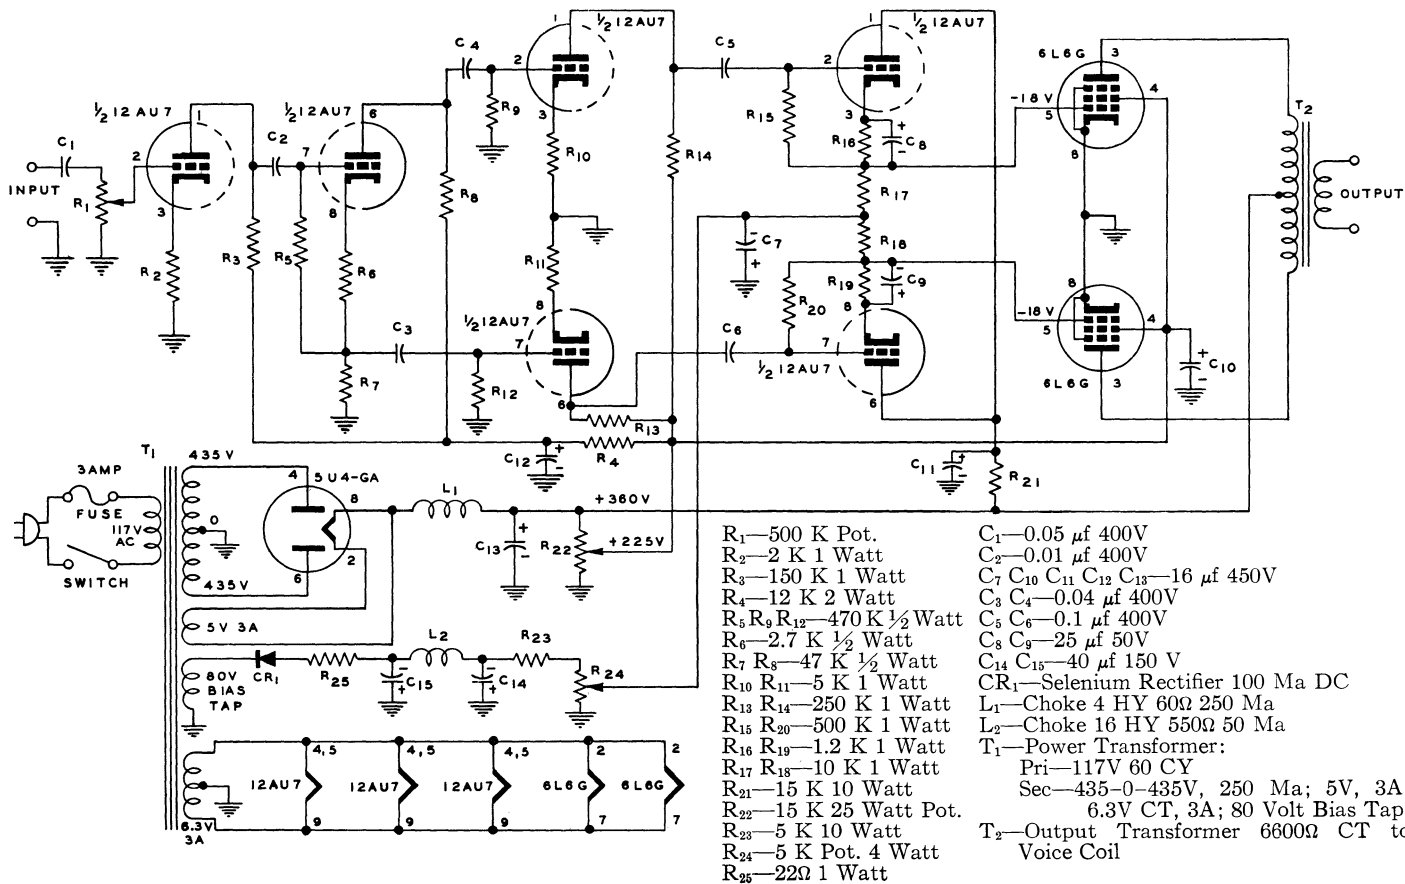 1
½12AU7
1
½12AU7
C4
2
C5
2
6L6G
3
½12AU7
1
½12AU7
6
R9
3
R15
3
+
-18V
5
4
T2
C1
2
C2
7
R10
R14
R16
C8
-
8
INPUT
R1
3
8
R8
R17
OUTPUT
R2
R3
R5
R6
R11
C7
-
+
R18
R19
-
C9
+
8
½12AU7
8
R20
8
-18V
5
4
C3
7
C6
7
½12AU7
+
C10
-
R7
R12
6
6
6L6G
3
R13
C12
+
-
R4
C11
+
-
R21
T1
435V
4
5U4-GA
3AMP
FUSE
8
L1
+360V
117V
AC
0
C13
+
-
R22
+225V
SWITCH
435V
6
2
5V 3A
L2
R23
80V
BIAS
TAP
CR1
R25
-
+
C15
-
+
C14
R24
4,5
4,5
4,5
2
2
12AU7
12AU7
12AU7
6L6G
6L6G
6.3V
3A
9
9
9
7
7
R1—500 K Pot.
R2—2 K 1 Watt
R3—150 K 1 Watt
R4—12 K 2 Watt
R5 R9 R12—470 K ½ Watt
R6—2.7 K ½ Watt
R7 R8—47 K ½ Watt
R10 R11—5 K 1 Watt
R13 R14—250 K 1 Watt
R15 R20—500 K 1 Watt
R16 R19—1.2 K 1 Watt
R17 R18—10 K 1 Watt
R21—15 K 10 Watt
R22—15 K 25 Watt Pot.
R23—5 K 10 Watt
R24—5 K Pot. 4 Watt
R25—22Ω 1 Watt
C1—0.05 μf 400V
C2—0.01 μf 400V
C7 C10 C11 C12 C13—16 μf 450V
C3 C4—0.04 μf 400V
C5 C6—0.1 μf 400V
C8 C9—25 μf 50V
C14 C15—40 μf 150 V
CR1—Selenium Rectifier 100 Ma DC
L1—Choke 4 HY 60Ω 250 Ma
L2—Choke 16 HY 550Ω 50 Ma
T1—Power Transformer:
Pri—117V 60 CY
Sec—435-0-435V, 250 Ma; 5V, 3A
6.3V CT, 3A; 80 Volt Bias Tap
T2—Output Transformer 6600Ω CT to
Voice Coil